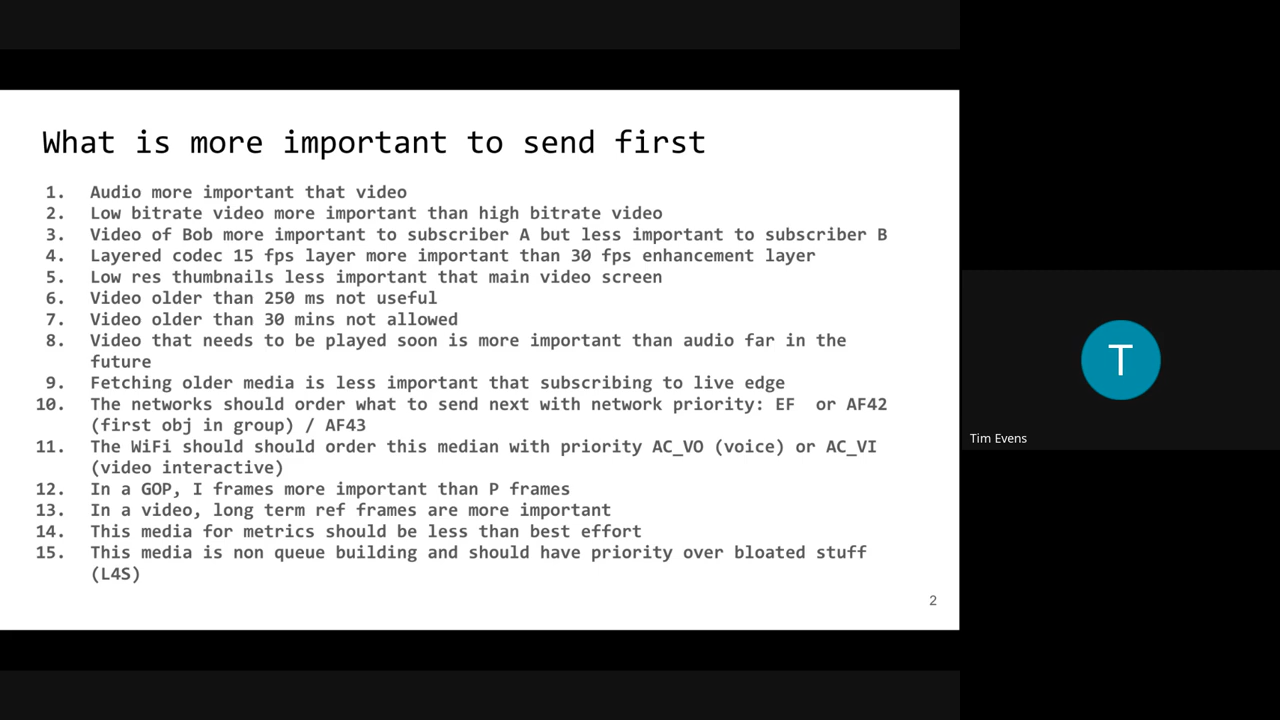 What is more important to send first
1. Audio more important that video
2. Low bitrate video more important than high bitrate video
3. Video of Bob more important to subscriber A but less important to subscriber B
4. Layered codec 15 fps layer more important than 30 fps enhancement layer
5. Low res thumbnails less important that main video screen
6. Video older than 250 ms not useful
7. Video older than 30 mins not allowed
8. Video that needs to be played soon is more important than audio far in the
future
9. Fetching older media is less important that subscribing to live edge
10. The networks should order what to send next with network priority: EF  or AF42
(first obj in group) / AF43
11. The WiFi should should order this median with priority AC_VO (voice) or AC_VI
(video interactive)
12. In a GOP, I frames more important than P frames
13. In a video, long term ref frames are more important
14. This media for metrics should be less than best effort
15. This media is non queue building and should have priority over bloated stuff
(L4S)
2
T
Tim Evens